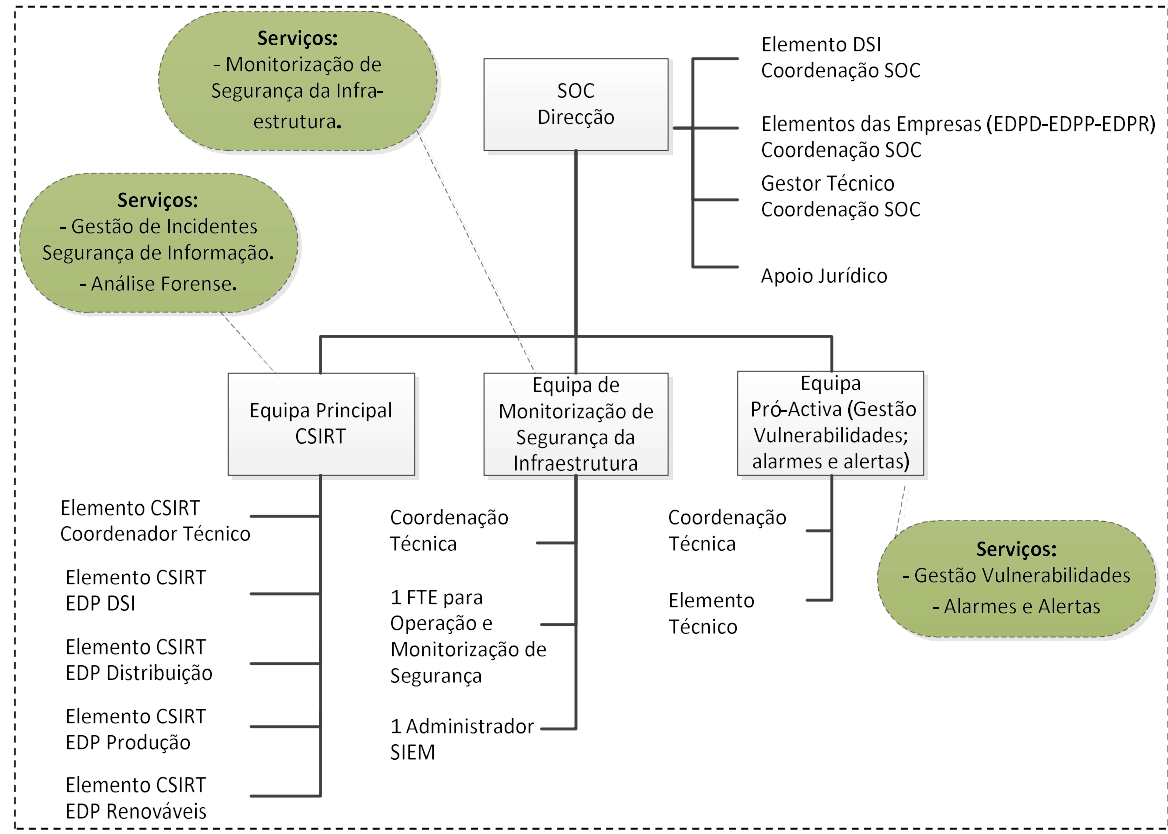 Serviços:
- Monitorização de
Segurança da Infra-
estrutura.
SOC
Direcção
Elemento DSI
Coordenação SOC
Elementos das Empresas (EDPD-EDPP-EDPR)
Coordenação SOC
Gestor Técnico
Coordenação SOC
Apoio Jurídico
Serviços:
- Gestão de Incidentes
Segurança de Informação.
- Análise Forense.
Equipa Principal
CSIRT
Equipa de
Monitorização de
Segurança da
Infraestrutura
Equipa
Pró-Activa (Gestão
Vulnerabilidades;
alarmes e alertas)
Elemento CSIRT
Coordenador Técnico
Elemento CSIRT
EDP DSI
Elemento CSIRT
EDP Distribuição
Elemento CSIRT
EDP Produção
Elemento CSIRT
EDP Renováveis
Coordenação
Técnica
1 FTE para
Operação e
Monitorização de
Segurança
1 Administrador
SIEM
Coordenação
Técnica
Elemento
Técnico
Serviços:
- Gestão Vulnerabilidades
- Alarmes e Alertas